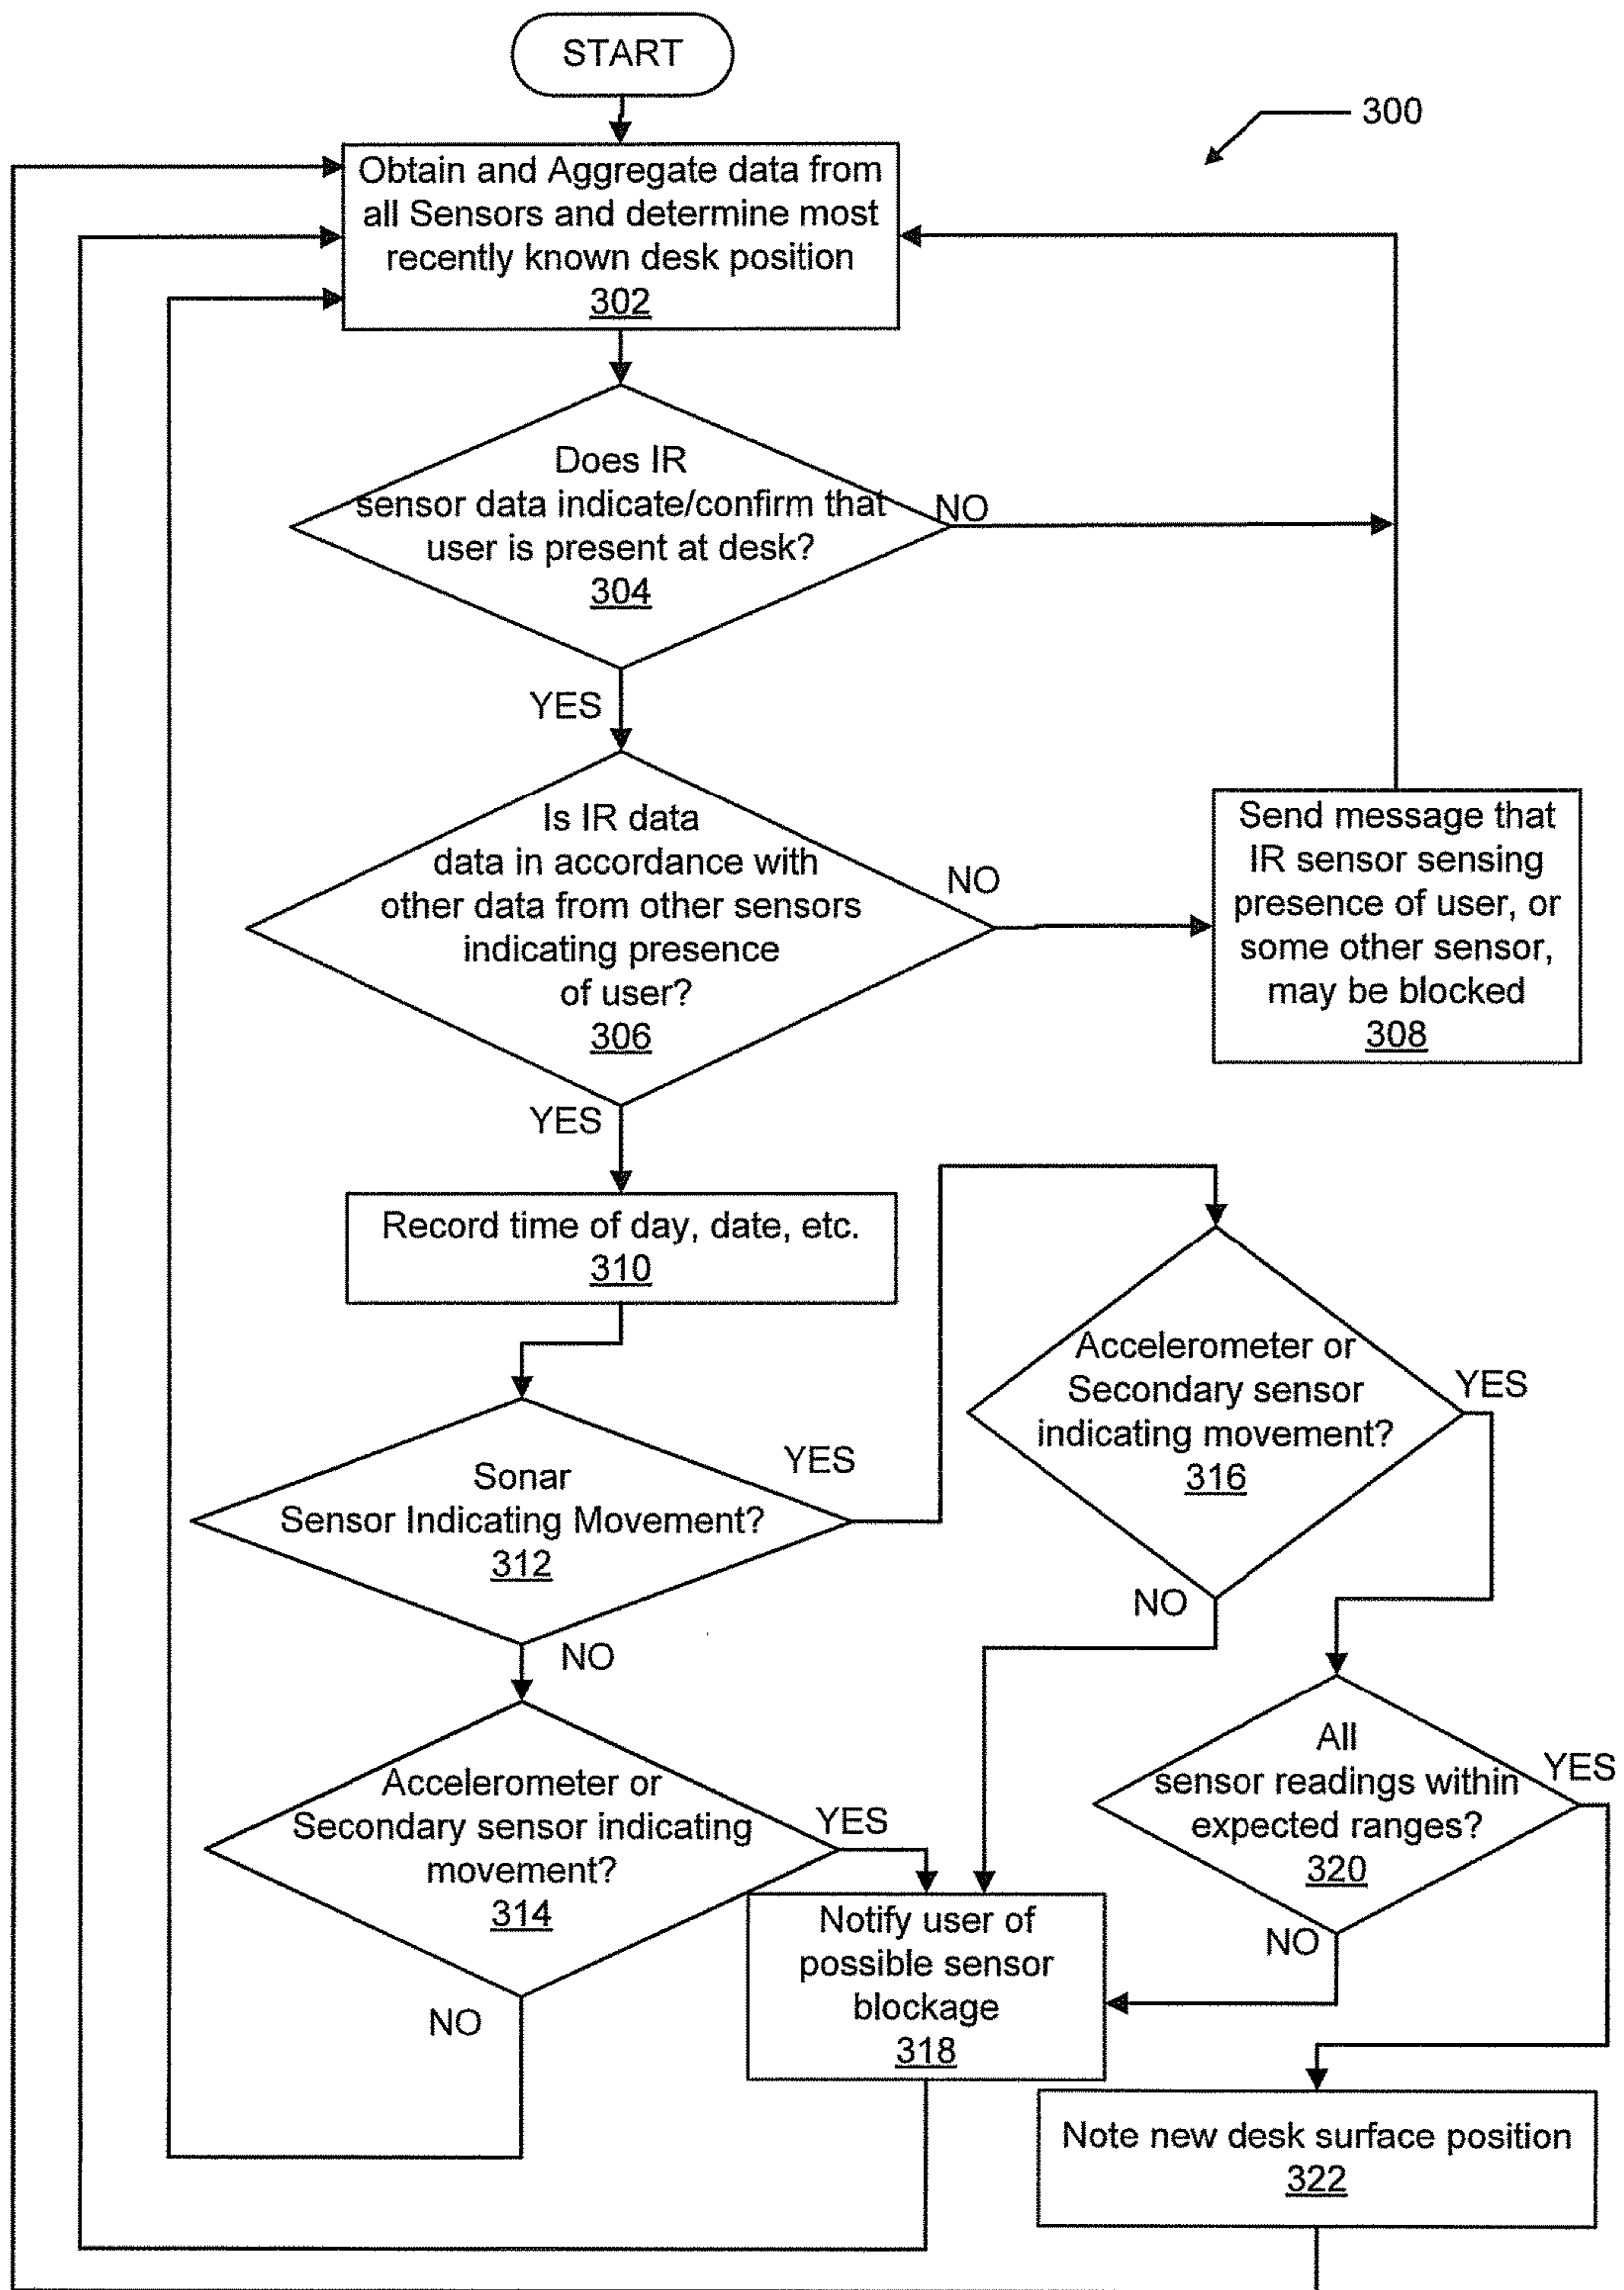 START
300
Obtain and Aggregate data from
all Sensors and determine most
recently known desk position
302
Does IR
sensor data indicate/confirm that
user is present at desk?
304
NO
YES
Is IR data
data in accordance with
other data from other sensors
indicating presence
of user?
306
NO
Send message that
IR sensor sensing
presence of user, or
some other sensor,
may be blocked
308
YES
Record time of day, date, etc.
310
Sonar
Sensor Indicating Movement?
312
YES
Accelerometer or
Secondary sensor
indicating movement?
316
YES
NO
NO
Accelerometer or
Secondary sensor indicating
movement?
314
YES
NO
All
sensor readings within
expected ranges?
320
YES
NO
Notify user of
possible sensor
blockage
318
Note new desk surface position
322